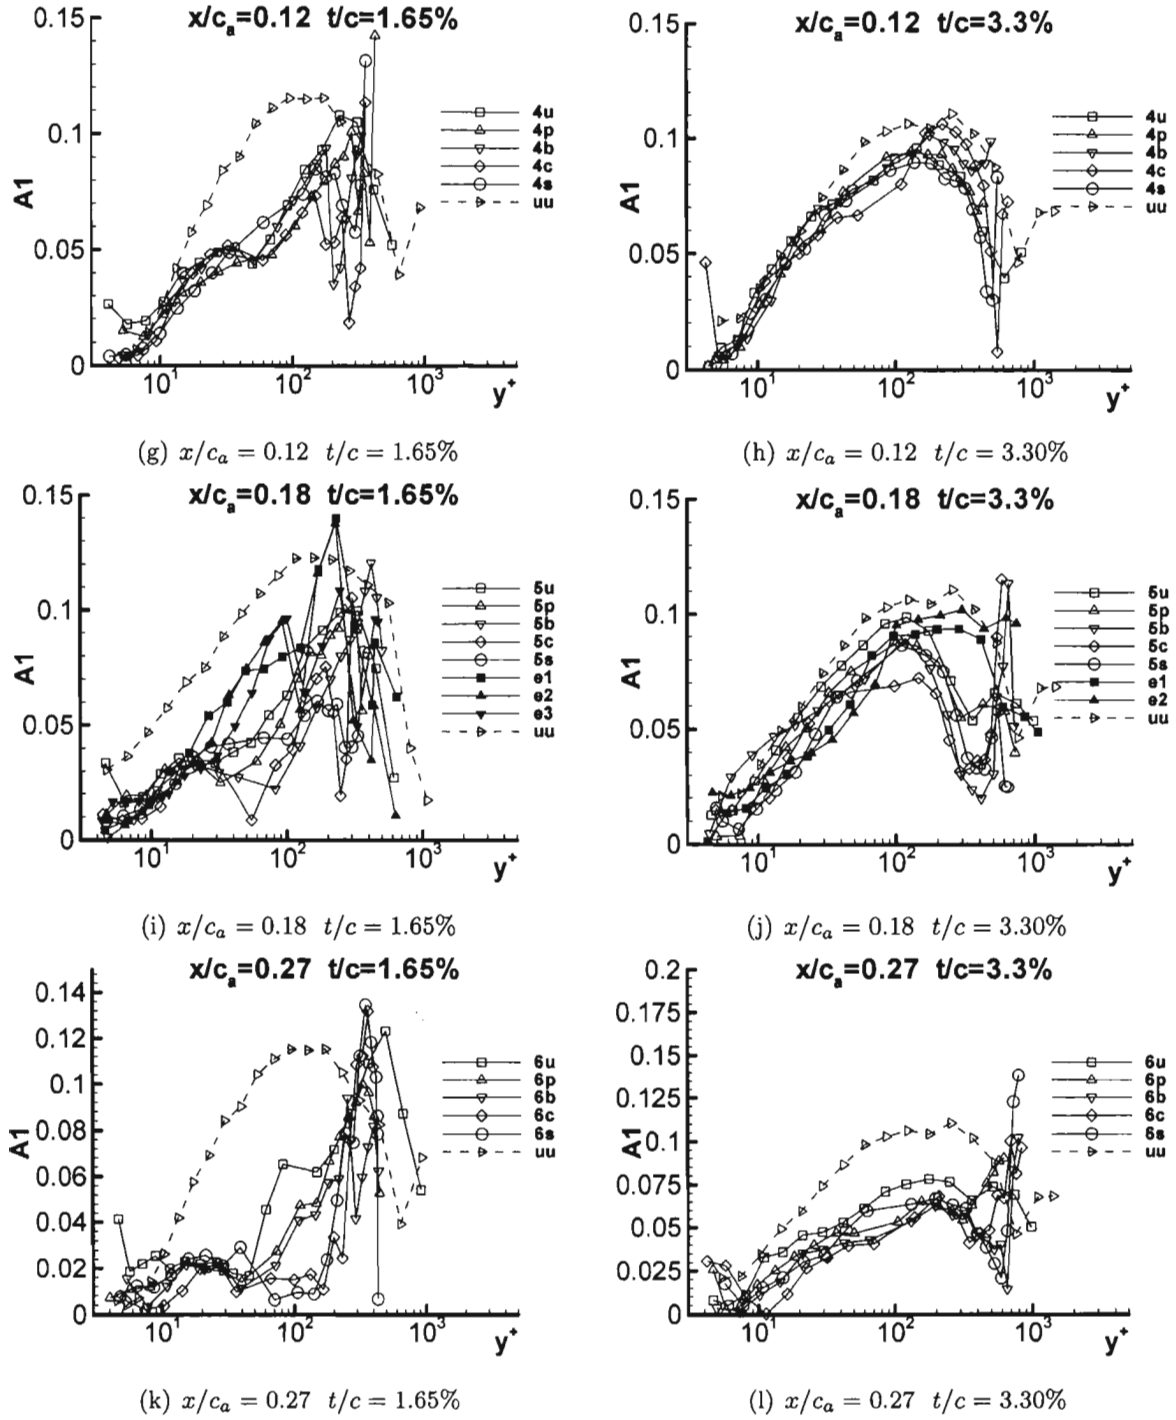 x/ca=0.12 t/c=1.65%
0.15
0.1
0.05
0
A1
10¹ 10² 10³
y⁺
4u
4p
4b
4c
4s
uu
(g) x/ca = 0.12 t/c = 1.65%
x/ca=0.12 t/c=3.3%
0.15
0.1
0.05
0
A1
10¹ 10² 10³
y⁺
4u
4p
4b
4c
4s
uu
(h) x/ca = 0.12 t/c = 3.30%
x/ca=0.18 t/c=1.65%
0.15
0.1
0.05
0
A1
10¹ 10² 10³
y⁺
5u
5p
5b
5c
5s
e1
e2
e3
uu
(i) x/ca = 0.18 t/c = 1.65%
x/ca=0.18 t/c=3.3%
0.15
0.1
0.05
0
A1
10¹ 10² 10³
y⁺
5u
5p
5b
5c
5s
e1
e2
uu
(j) x/ca = 0.18 t/c = 3.30%
x/ca=0.27 t/c=1.65%
0.14
0.12
0.1
0.08
0.06
0.04
0.02
0
A1
10¹ 10² 10³
y⁺
6u
6p
6b
6c
6s
uu
(k) x/ca = 0.27 t/c = 1.65%
x/ca=0.27 t/c=3.3%
0.2
0.175
0.15
0.125
0.1
0.075
0.05
0.025
0
A1
10¹ 10² 10³
y⁺
6u
6p
6b
6c
6s
uu
(l) x/ca = 0.27 t/c = 3.30%